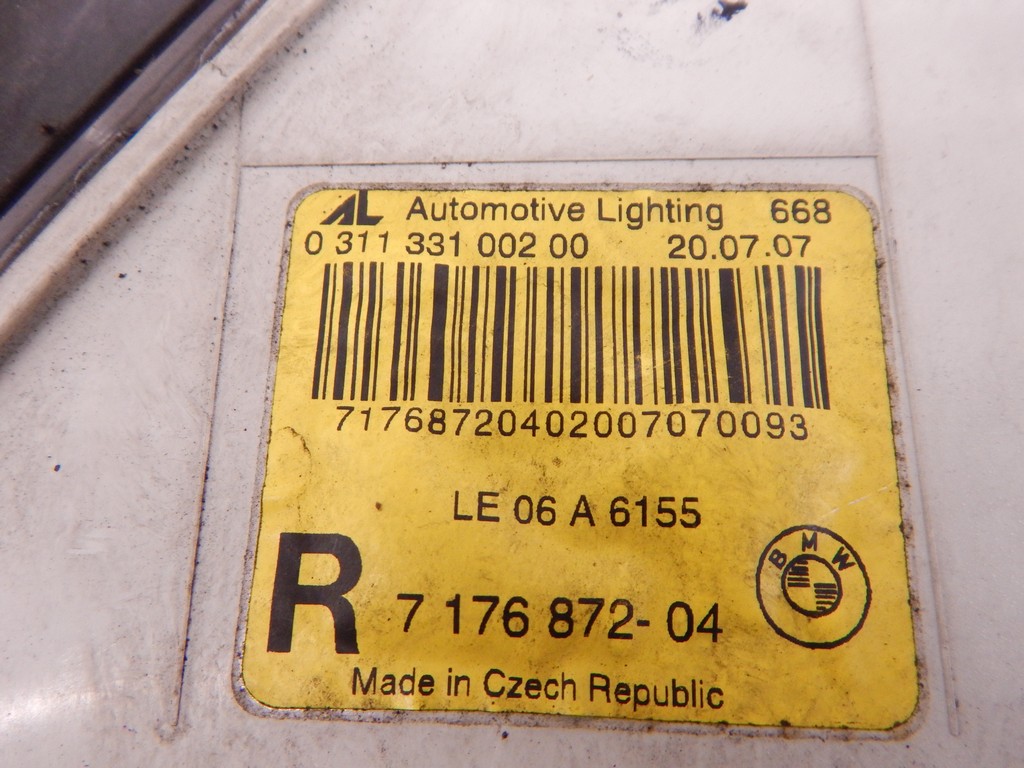 AL Automotive Lighting 668
0 311 331 002 00 20.07.07
71768720402007070093
LE 06 A 6155
BMW
R 7 176 872- 04
Made in Czech Republic